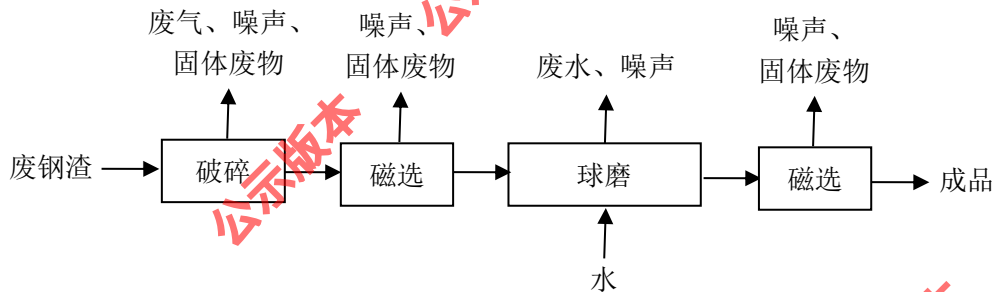 废气、噪声、
固体废物
噪声、
固体废物
废水、噪声
噪声、
固体废物
废钢渣
破碎
磁选
球磨
磁选
成品
水
公示版本